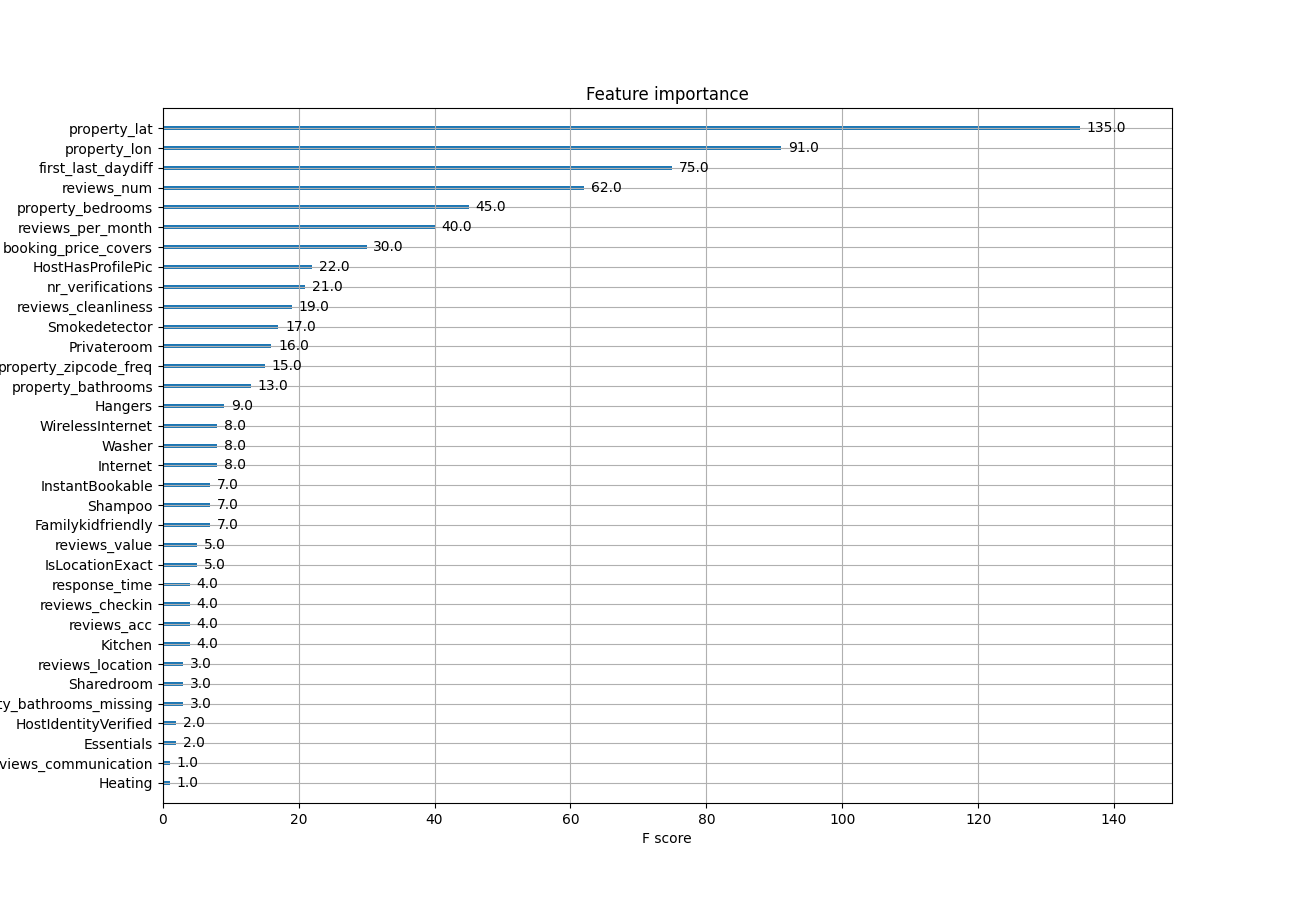 Feature importance
property_lat 135.0
property_lon 91.0
first_last_daydiff 75.0
reviews_num 62.0
property_bedrooms 45.0
reviews_per_month 40.0
booking_price_covers 30.0
HostHasProfilePic 22.0
nr_verifications 21.0
reviews_cleanliness 19.0
Smokedetector 17.0
Privateroom 16.0
property_zipcode_freq 15.0
property_bathrooms 13.0
Hangers 9.0
WirelessInternet 8.0
Washer 8.0
Internet 8.0
InstantBookable 7.0
Shampoo 7.0
Familykidfriendly 7.0
reviews_value 5.0
IsLocationExact 5.0
response_time 4.0
reviews_checkin 4.0
reviews_acc 4.0
Kitchen 4.0
reviews_location 3.0
Sharedroom 3.0
ty_bathrooms_missing 3.0
HostIdentityVerified 2.0
Essentials 2.0
views_communication 1.0
Heating 1.0
0 20 40 60 80 100 120 140
F score